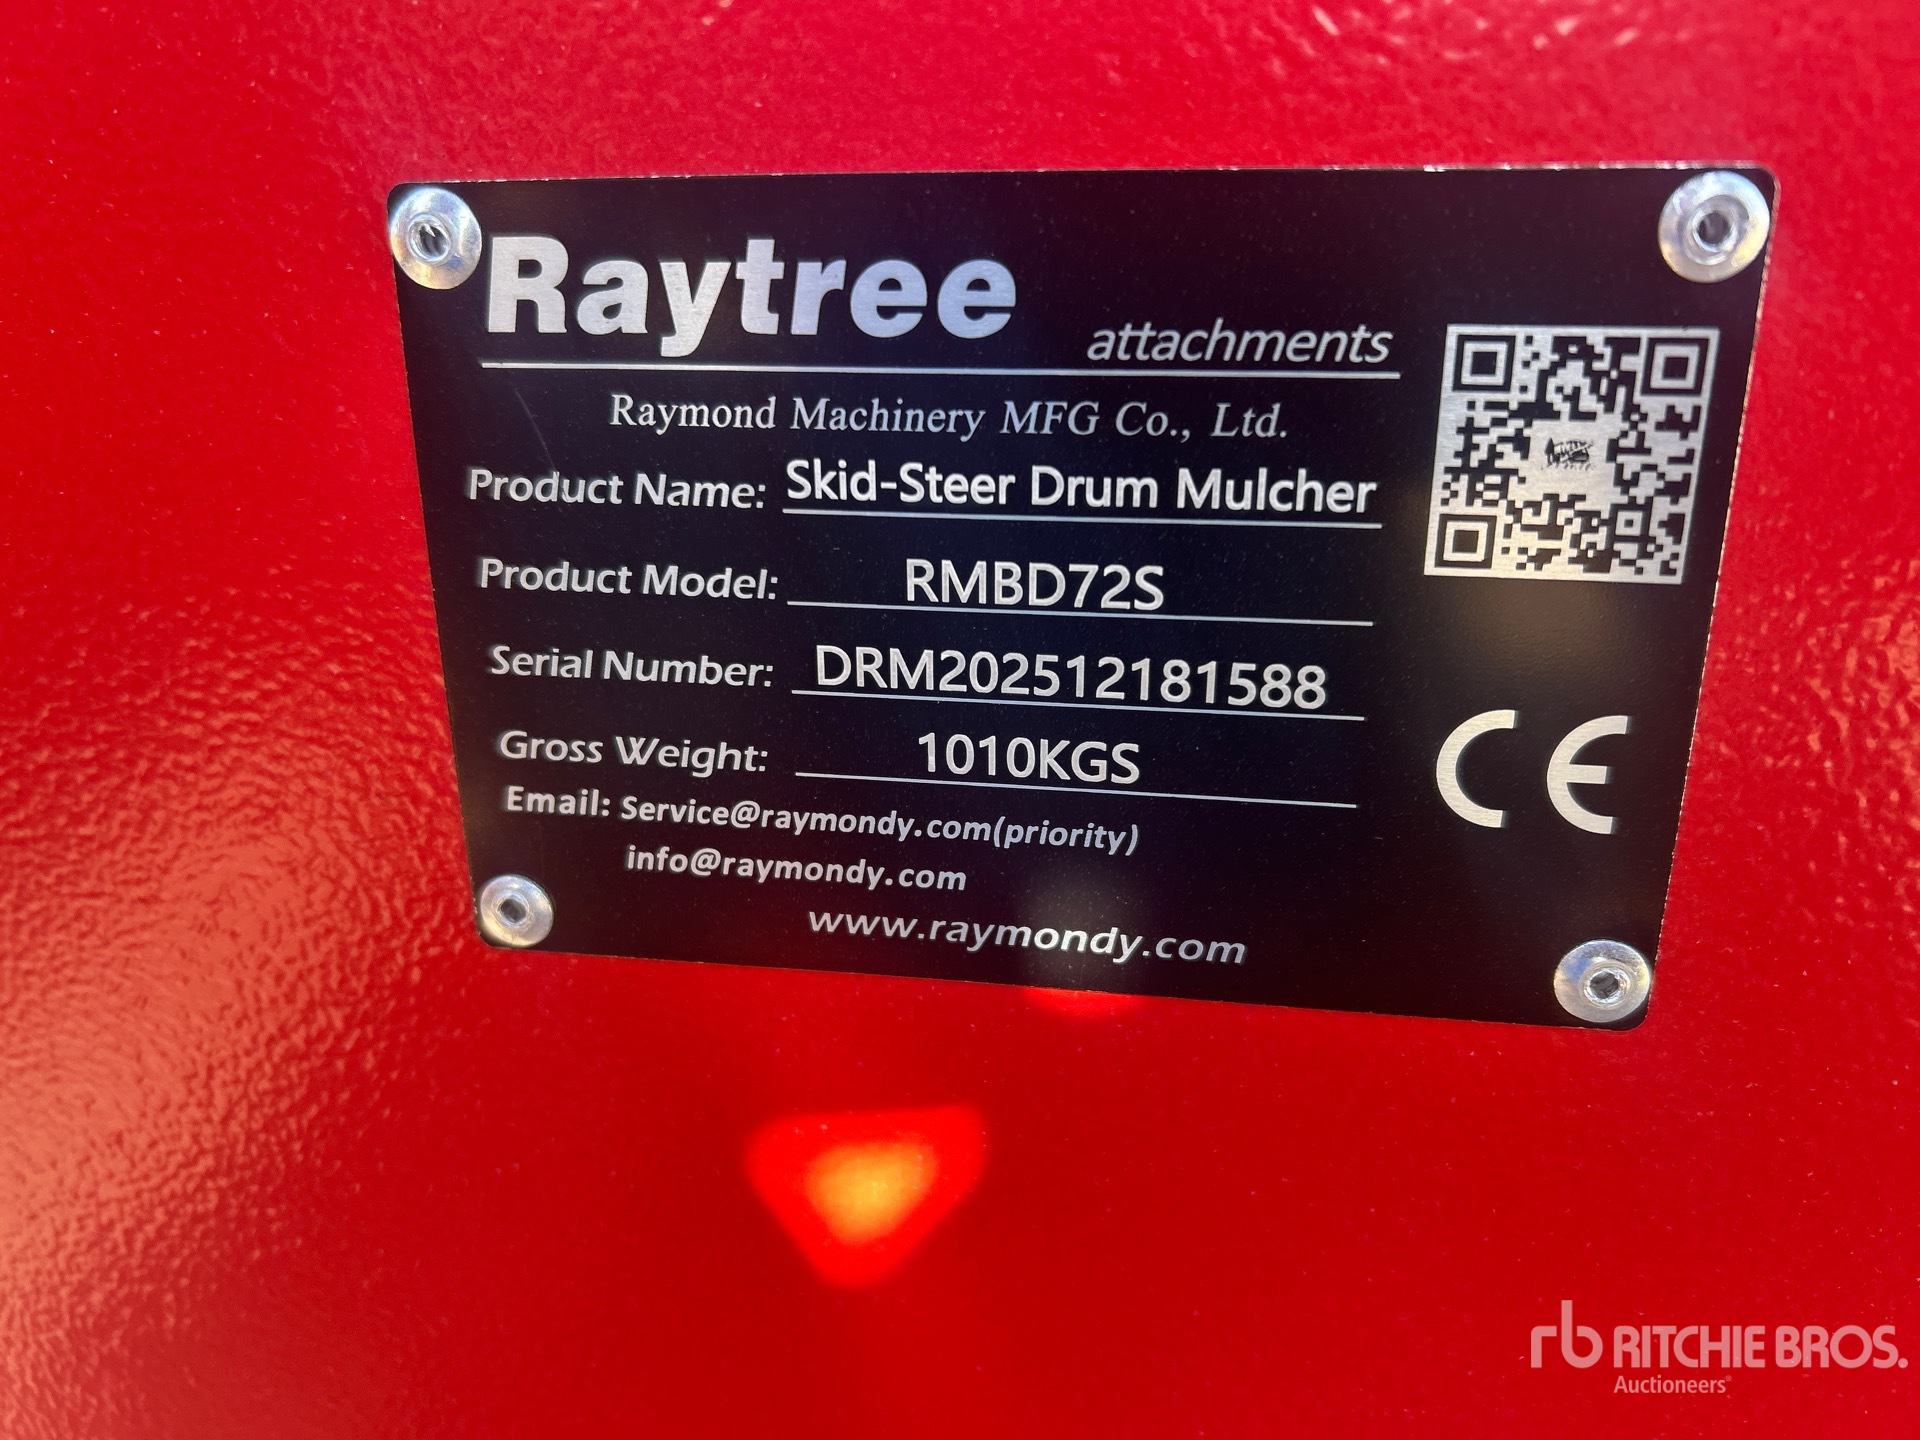 Raytree attachments
Raymond Machinery MFG Co., Ltd.
Product Name: Skid-Steer Drum Mulcher
Product Model: RMBD72S
Serial Number: DRM202512181588
Gross Weight: 1010KGS
Email: Service@raymondy.com(priority)
info@raymondy.com
www.raymondy.com
CE
rb RITCHIE BROS.
Auctioneers